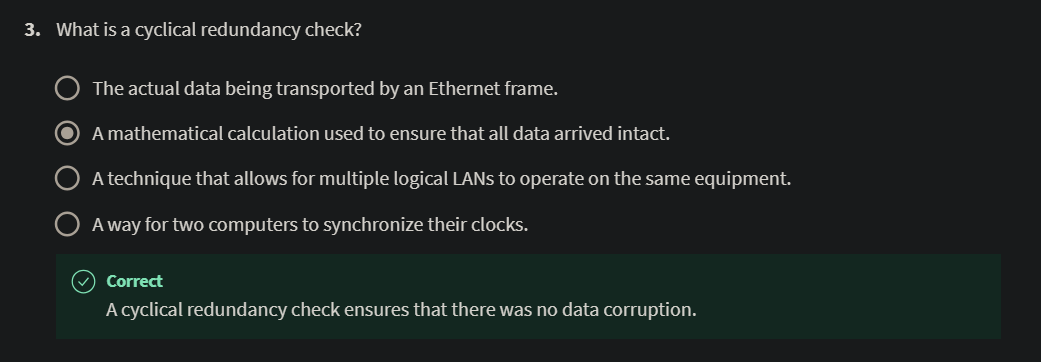 3. What is a cyclical redundancy check?
The actual data being transported by an Ethernet frame.
A mathematical calculation used to ensure that all data arrived intact.
A technique that allows for multiple logical LANs to operate on the same equipment.
A way for two computers to synchronize their clocks.
Correct
A cyclical redundancy check ensures that there was no data corruption.